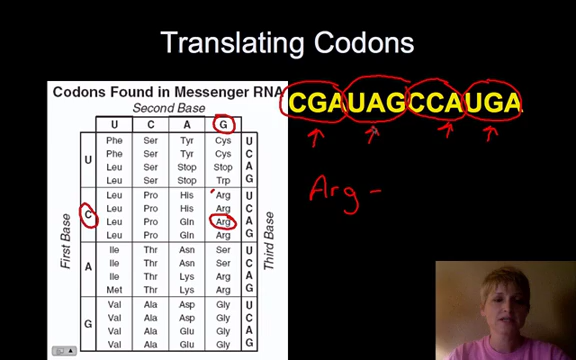 Translating Codons
Codons Found in Messenger RNA
Second Base
U C A G
First Base
U
Phe Ser Tyr Cys U
Phe Ser Tyr Cys C
Leu Ser Stop Stop A
Leu Ser Stop Trp G
C
Leu Pro His Arg U
Leu Pro His Arg C
Leu Pro Gln Arg A
Leu Pro Gln Arg G
A
Ile Thr Asn Ser U
Ile Thr Asn Ser C
Ile Thr Lys Arg A
Met Thr Lys Arg G
G
Val Ala Asp Gly U
Val Ala Asp Gly C
Val Ala Glu Gly A
Val Ala Glu Gly G
Third Base
CGAUAGCCAUGA
Arg -